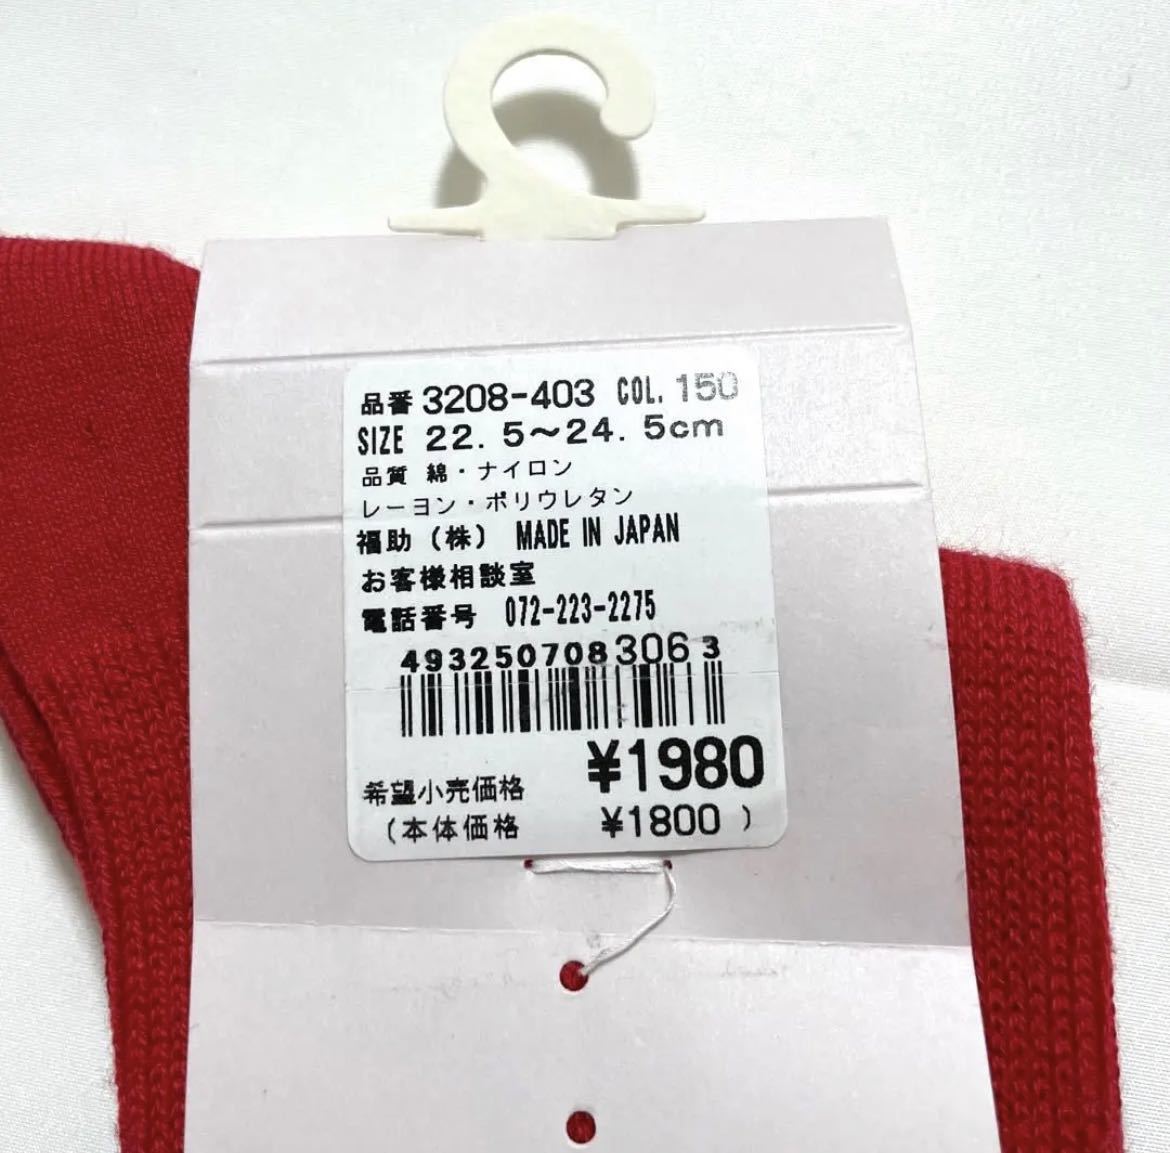 品番 3208-403 COL. 150
SIZE 22.5〜24.5cm
品質 綿・ナイロン
レーヨン・ポリウレタン
福助(株) MADE IN JAPAN
お客様相談室
電話番号 072-223-2275
4932507083063
¥1980
希望小売価格
(本体価格 ¥1800)